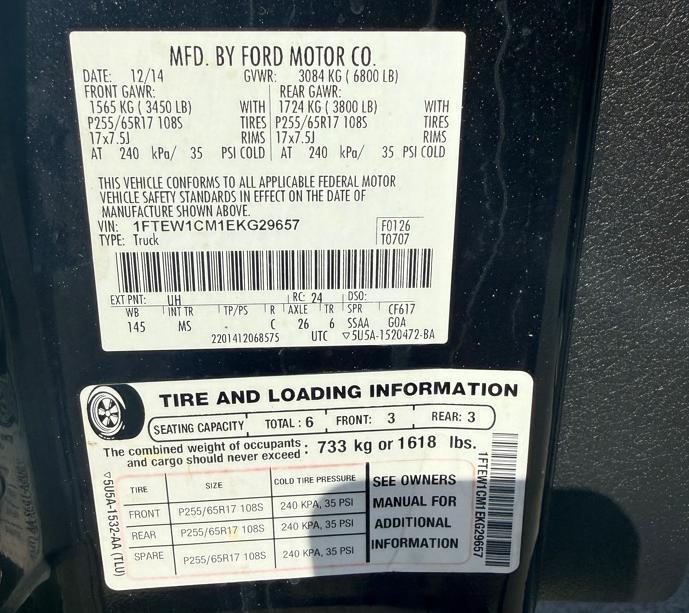 MFD. BY FORD MOTOR CO.
DATE: 12/14 GVWR: 3084 KG ( 6800 LB)
FRONT GAWR: REAR GAWR:
1565 KG ( 3450 LB) WITH 1724 KG ( 3800 LB) WITH
P255/65R17 108S TIRES P255/65R17 108S TIRES
17x7.5J RIMS 17x7.5J RIMS
AT 240 kPa/ 35 PSI COLD AT 240 kPa/ 35 PSI COLD
THIS VEHICLE CONFORMS TO ALL APPLICABLE FEDERAL MOTOR
VEHICLE SAFETY STANDARDS IN EFFECT ON THE DATE OF
MANUFACTURE SHOWN ABOVE.
VIN: 1FTEW1CM1EKG29657 F0126
TYPE: Truck T0707
EXT PNT: UH RC: 24 DSO:
WB INT TR TP/PS R AXLE TR SPR CF617
145 MS - C 26 6 SSAA GOA
2201412068575 UTC ▽5U5A-1520472-BA
TIRE AND LOADING INFORMATION
SEATING CAPACITY TOTAL : 6 FRONT: 3 REAR: 3
The combined weight of occupants
and cargo should never exceed : 733 kg or 1618 lbs.
▽5U5A-1532-AA (TLU)
TIRE SIZE COLD TIRE PRESSURE
FRONT P255/65R17 108S 240 KPA, 35 PSI
REAR P255/65R17 108S 240 KPA, 35 PSI
SPARE P255/65R17 108S 240 KPA, 35 PSI
SEE OWNERS
MANUAL FOR
ADDITIONAL
INFORMATION
1FTEW1CM1EKG29657